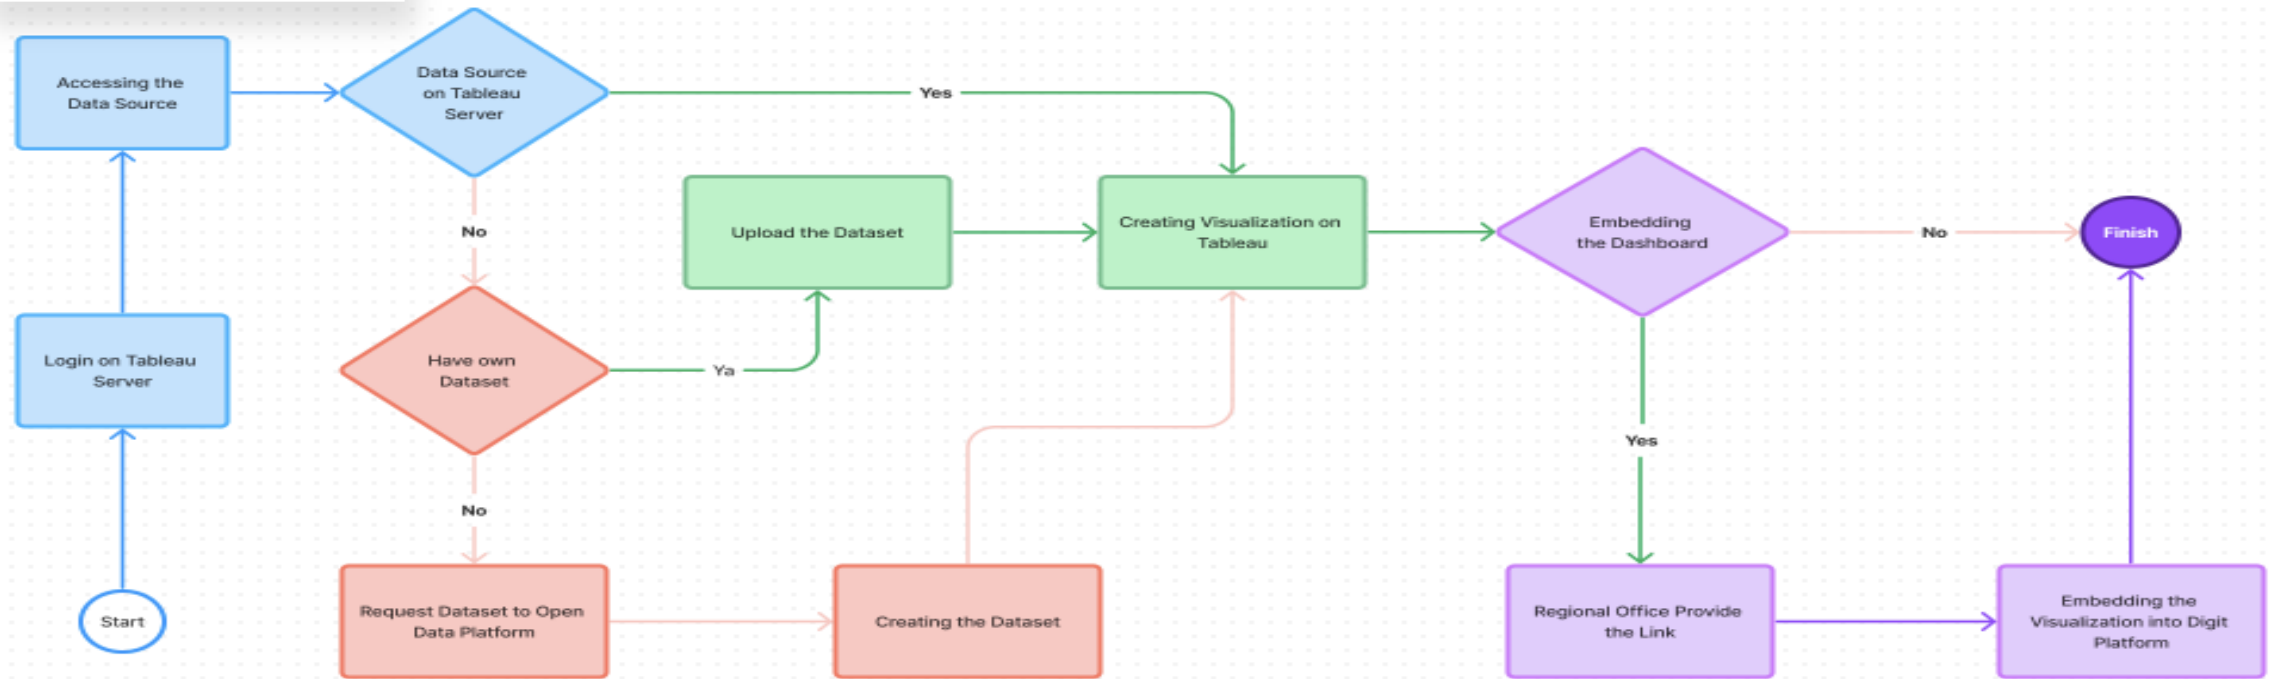 Accessing the
Data Source
Data Source
on Tableau
Server
Yes
No
Upload the Dataset
Creating Visualization on
Tableau
Embedding
the Dashboard
No
Finish
Login on Tableau
Server
Have own
Dataset
Ya
Yes
No
Start
Request Dataset to Open
Data Platform
Creating the Dataset
Regional Office Provide
the Link
Embedding the
Visualization into Digit
Platform